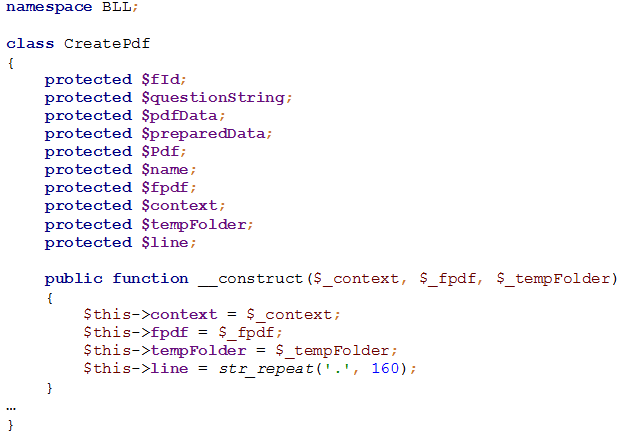 namespace BLL;
class CreatePdf
{
    protected $fId;
    protected $questionString;
    protected $pdfData;
    protected $preparedData;
    protected $Pdf;
    protected $name;
    protected $fpdf;
    protected $context;
    protected $tempFolder;
    protected $line;
    public function __construct($_context, $_fpdf, $_tempFolder)
    {
        $this->context = $_context;
        $this->fpdf = $_fpdf;
        $this->tempFolder = $_tempFolder;
        $this->line = str_repeat('.', 160);
    }
…
}